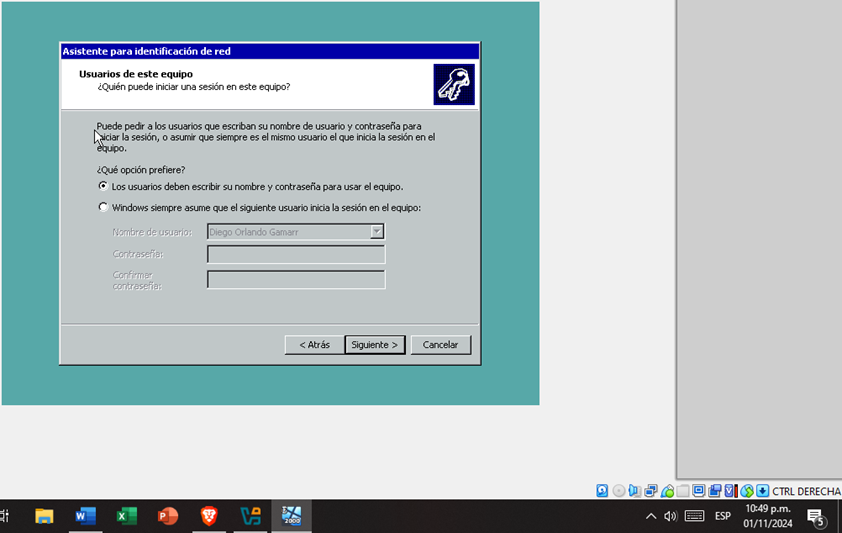 Asistente para identificación de red
Usuarios de este equipo
¿Quién puede iniciar una sesión en este equipo?
Puede pedir a los usuarios que escriban su nombre de usuario y contraseña para
iniciar la sesión, o asumir que siempre es el mismo usuario el que inicia la sesión en el
equipo.
¿Qué opción prefiere?
Los usuarios deben escribir su nombre y contraseña para usar el equipo.
Windows siempre asume que el siguiente usuario inicia la sesión en el equipo:
Nombre de usuario:
Diego Orlando Gamarr
Contraseña:
Confirmar
contraseña:
< Atrás
Siguiente >
Cancelar
CTRL DERECHA
2000
ESP
10:49 p.m.
01/11/2024
5